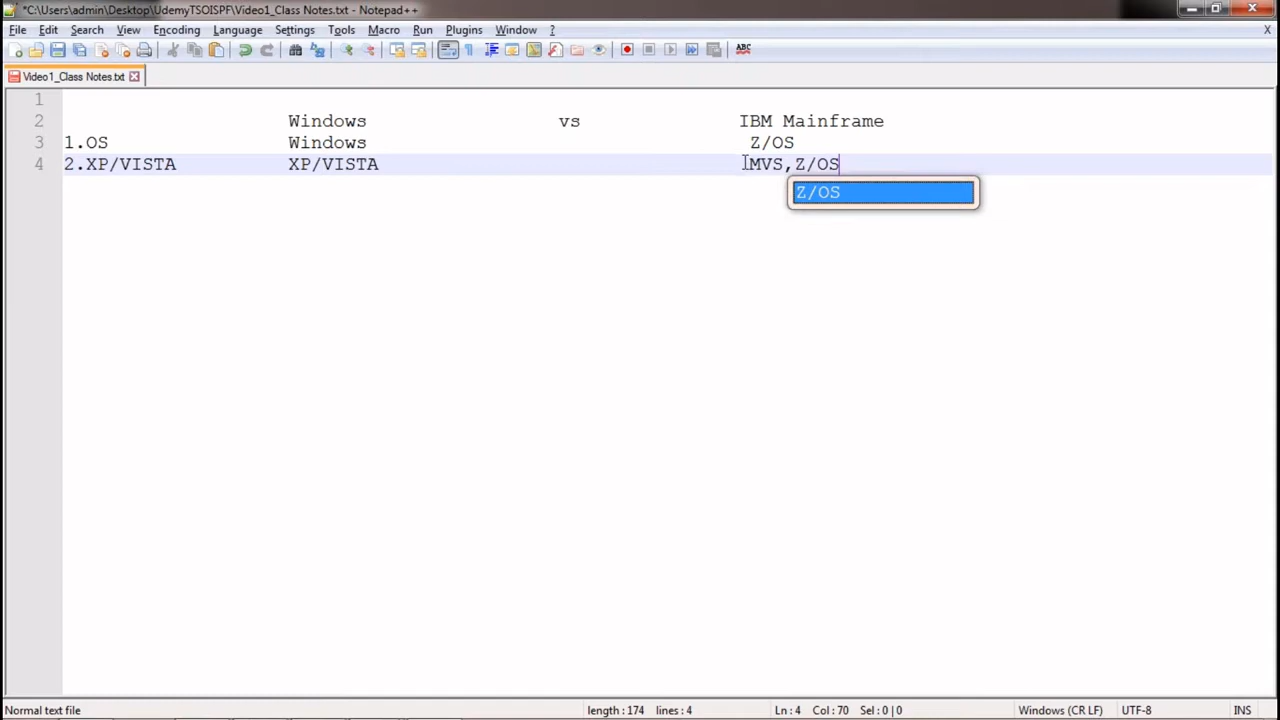 *C:\Users\admin\Desktop\UdemyTSOISPF\Video1_Class Notes.txt - Notepad++
File Edit Search View Encoding Language Settings Tools Macro Run Plugins Window ? X
ABC
Video1_Class Notes.txt
1
2 Windows vs IBM Mainframe
3 1.OS Windows Z/OS
4 2.XP/VISTA XP/VISTA MVS,Z/OS
Z/OS
Normal text file length : 174 lines : 4 Ln : 4 Col : 70 Sel : 0 | 0 Windows (CR LF) UTF-8 INS